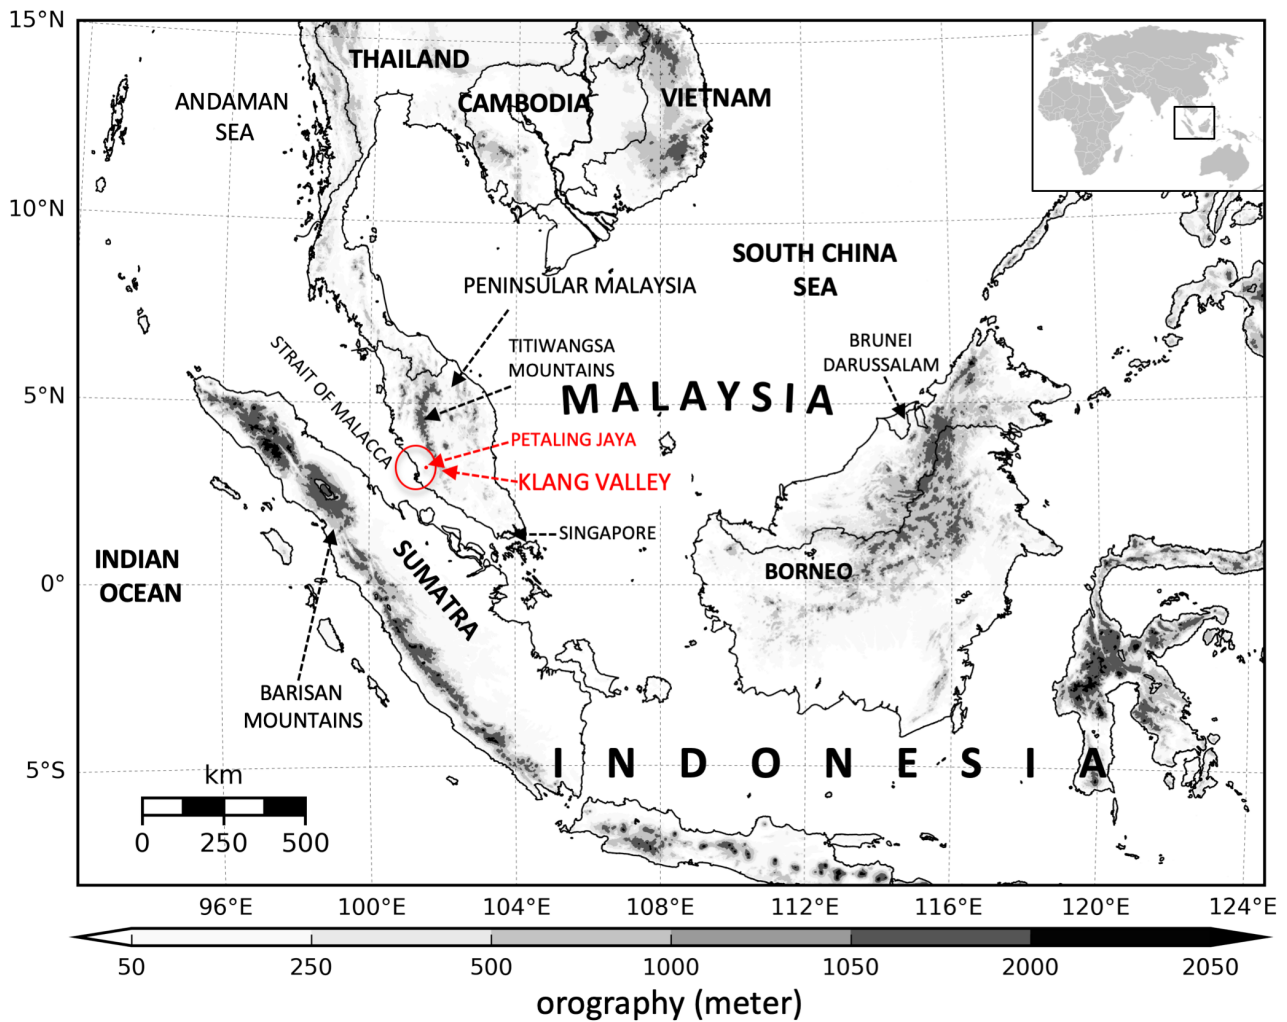 15°N
THAILAND
ANDAMAN
SEA
CAMBODIA
VIETNAM
10°N
SOUTH CHINA
SEA
PENINSULAR MALAYSIA
TITIWANGSA
MOUNTAINS
BRUNEI
DARUSSALAM
STRAIT OF MALACCA
5°N
MALAYSIA
PETALING JAYA
KLANG VALLEY
SINGAPORE
INDIAN
OCEAN
SUMATRA
BORNEO
0°
BARISAN
MOUNTAINS
INDONESIA
5°S
km
0 250 500
96°E 100°E 104°E 108°E 112°E 116°E 120°E 124°E
50 250 500 1000 1050 2000 2050
orography (meter)